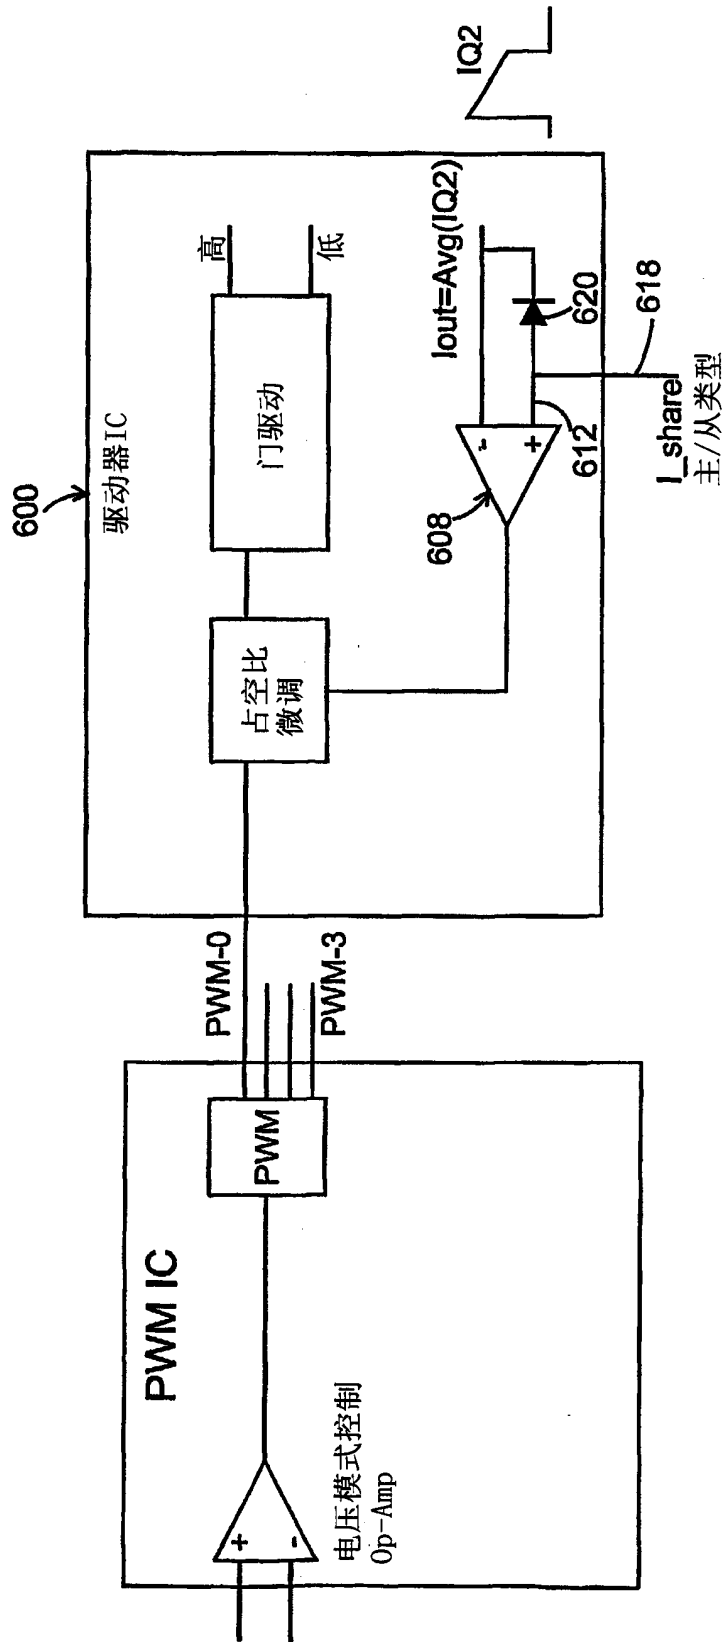 PWM IC
电压模式控制
Op-Amp
PWM
PWM-0
PWM-3
600
驱动器IC
占空比
微调
门驱动
高
低
608
-
+
612
Iout=Avg(IQ2)
620
618
I_share
主/从类型
IQ2
+
-